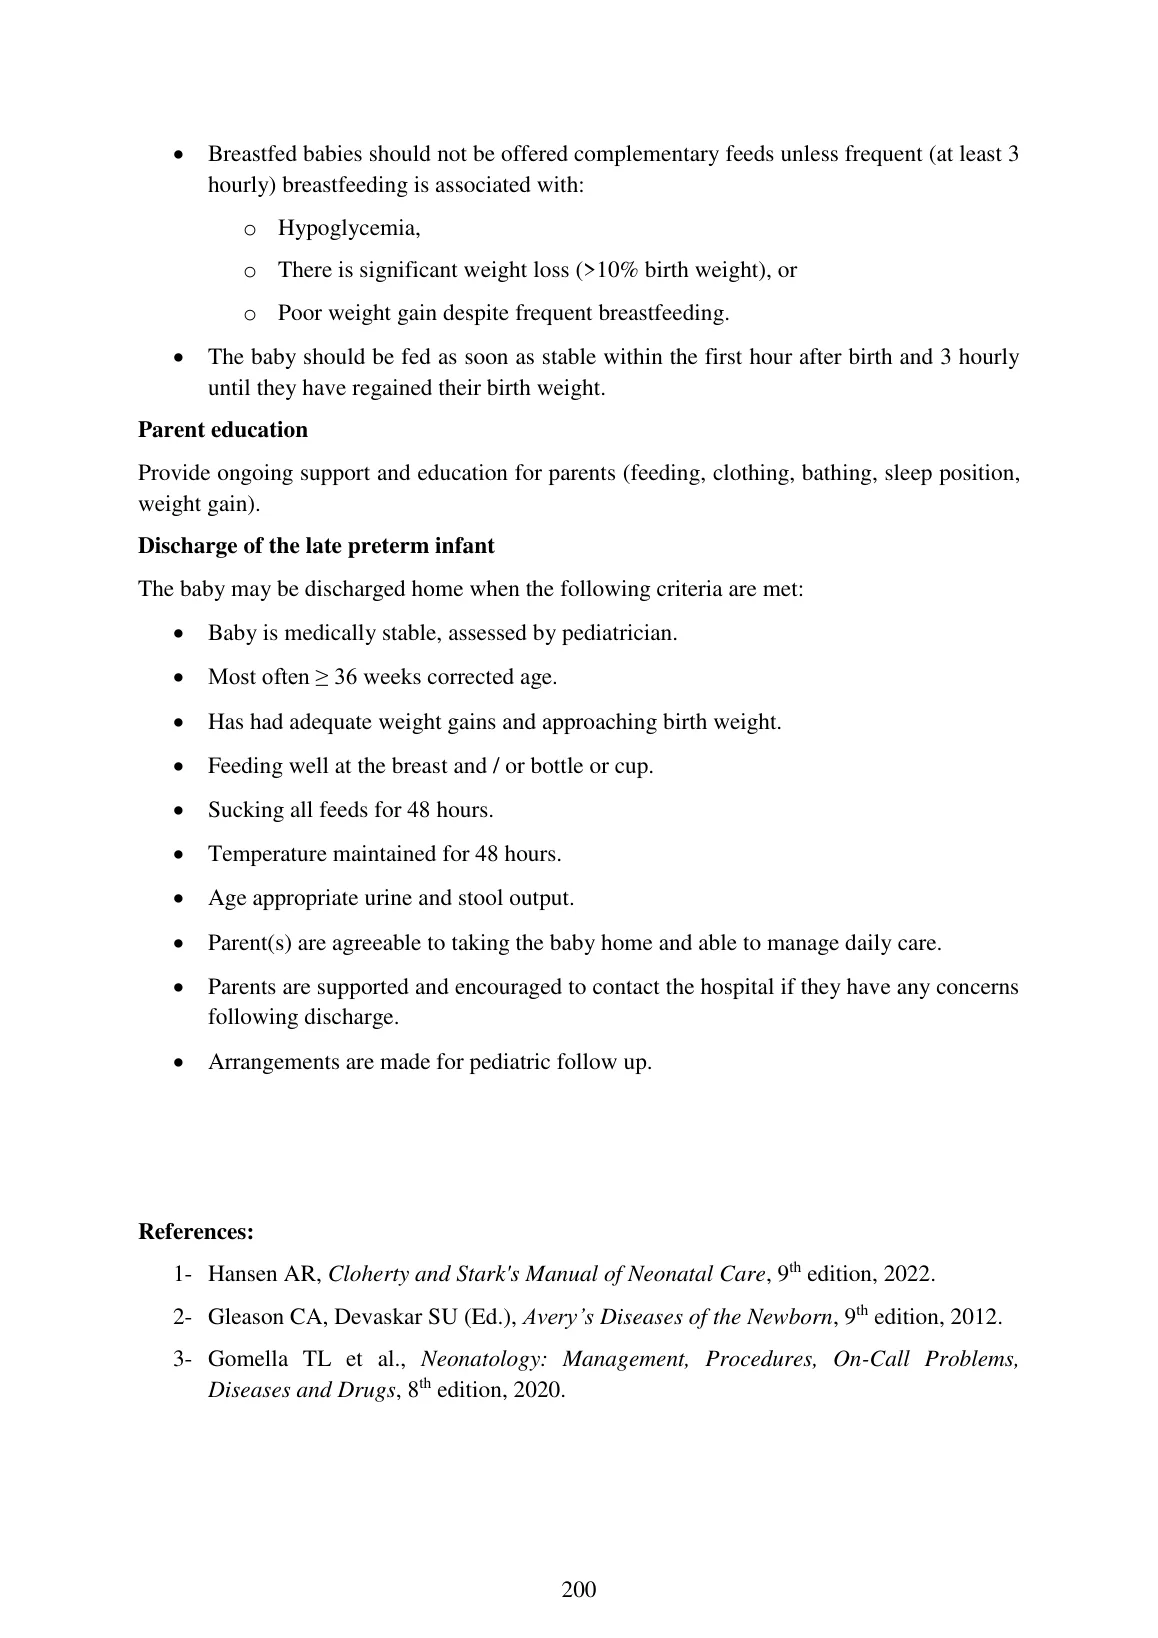 • Breastfed babies should not be offered complementary feeds unless frequent (at least 3
hourly) breastfeeding is associated with:
o Hypoglycemia,
o There is significant weight loss (>10% birth weight), or
o Poor weight gain despite frequent breastfeeding.
• The baby should be fed as soon as stable within the first hour after birth and 3 hourly
until they have regained their birth weight.
Parent education
Provide ongoing support and education for parents (feeding, clothing, bathing, sleep position,
weight gain).
Discharge of the late preterm infant
The baby may be discharged home when the following criteria are met:
• Baby is medically stable, assessed by pediatrician.
• Most often ≥ 36 weeks corrected age.
• Has had adequate weight gains and approaching birth weight.
• Feeding well at the breast and / or bottle or cup.
• Sucking all feeds for 48 hours.
• Temperature maintained for 48 hours.
• Age appropriate urine and stool output.
• Parent(s) are agreeable to taking the baby home and able to manage daily care.
• Parents are supported and encouraged to contact the hospital if they have any concerns
following discharge.
• Arrangements are made for pediatric follow up.
References:
1- Hansen AR, Cloherty and Stark's Manual of Neonatal Care, 9th edition, 2022.
2- Gleason CA, Devaskar SU (Ed.), Avery’s Diseases of the Newborn, 9th edition, 2012.
3- Gomella TL et al., Neonatology: Management, Procedures, On-Call Problems,
Diseases and Drugs, 8th edition, 2020.
200